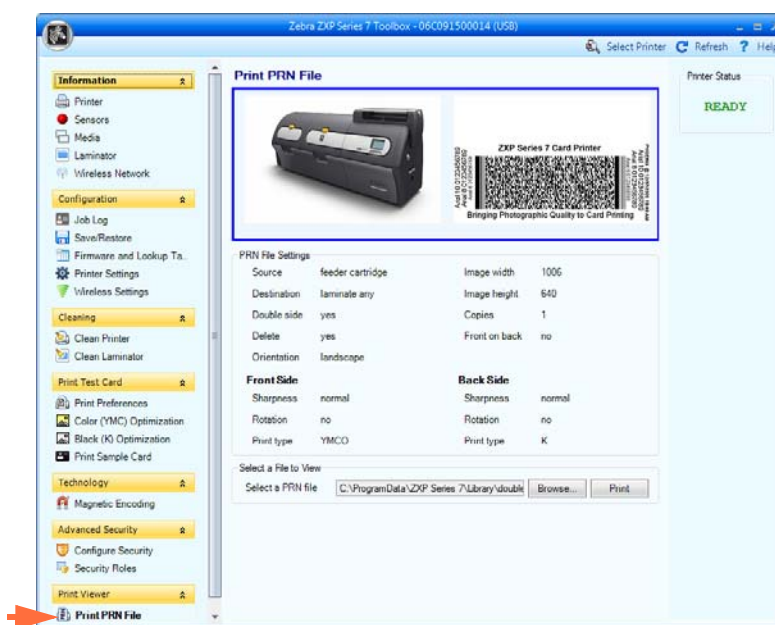 Zebra ZXP Series 7 Toolbox - 06C091500014 (USB)
Select Printer Refresh ? Help
Information
Printer
Sensors
Media
Laminator
Wireless Network
Configuration
Job Log
Save/Restore
Firmware and Lookup Ta..
Printer Settings
Wireless Settings
Cleaning
Clean Printer
Clean Laminator
Print Test Card
Print Preferences
Color (YMC) Optimization
Black (K) Optimization
Print Sample Card
Technology
Magnetic Encoding
Advanced Security
Configure Security
Security Roles
Print Viewer
Print PRN File
Print PRN File
ZXP Series 7 Card Printer
Bringing Photographic Quality to Card Printing
PRN File Settings
Source feeder cartridge Image width 1006
Destination laminate any Image height 640
Double side yes Copies 1
Delete yes Front on back no
Orientation landscape
Front Side Back Side
Sharpness normal Sharpness normal
Rotation no Rotation no
Print type YMCO Print type K
Select a File to View
Select a PRN file C:\ProgramData\ZXP Series 7\Library\double Browse... Print
Printer Status
READY